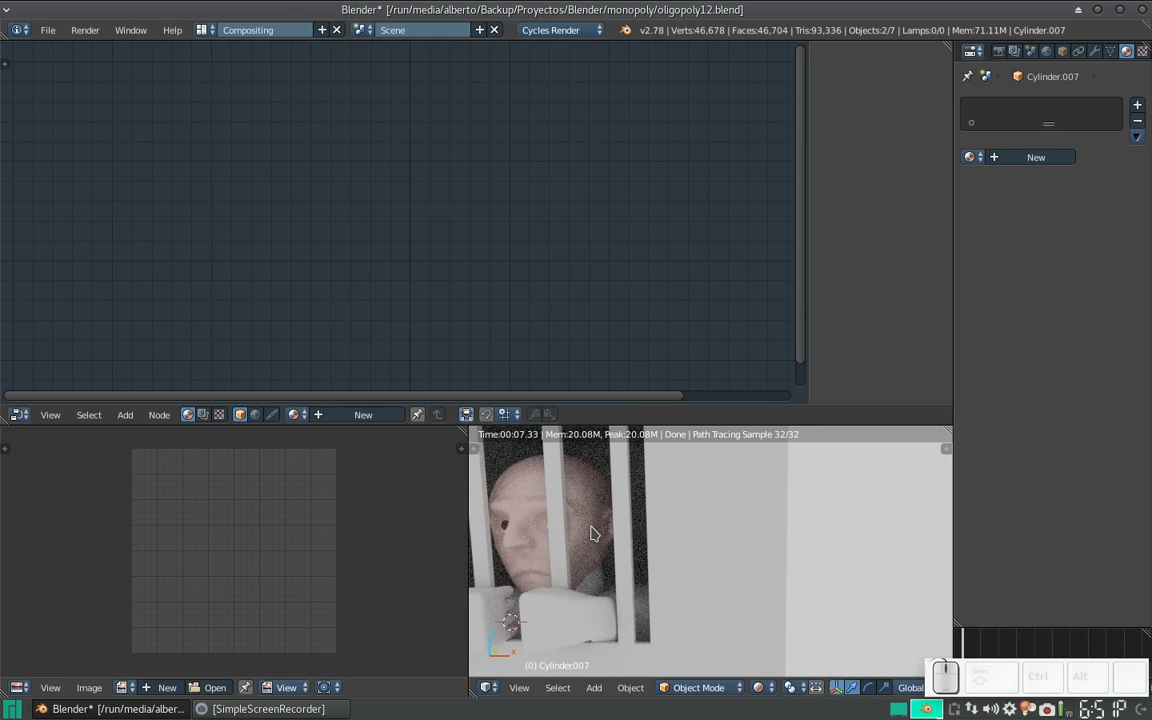 Blender* [/run/media/alberto/Backup/Proyectos/Blender/monopoly/oligopoly12.blend]
File Render Window Help Compositing Scene Cycles Render v2.78 | Verts:46,678 | Faces:46,704 | Tris:93,336 | Objects:2/7 | Lamps:0/0 | Mem:71.11M | Cylinder.007
Cylinder.007
New
View Select Add Node New
Time:00:07.33 | Mem:20.08M, Peak:20.08M | Done | Path Tracing Sample 32/32
x
(0) Cylinder.007
View Image New Open View
View Select Add Object Object Mode Global
Ctrl Alt
Blender* [/run/media/alber... [SimpleScreenRecorder]